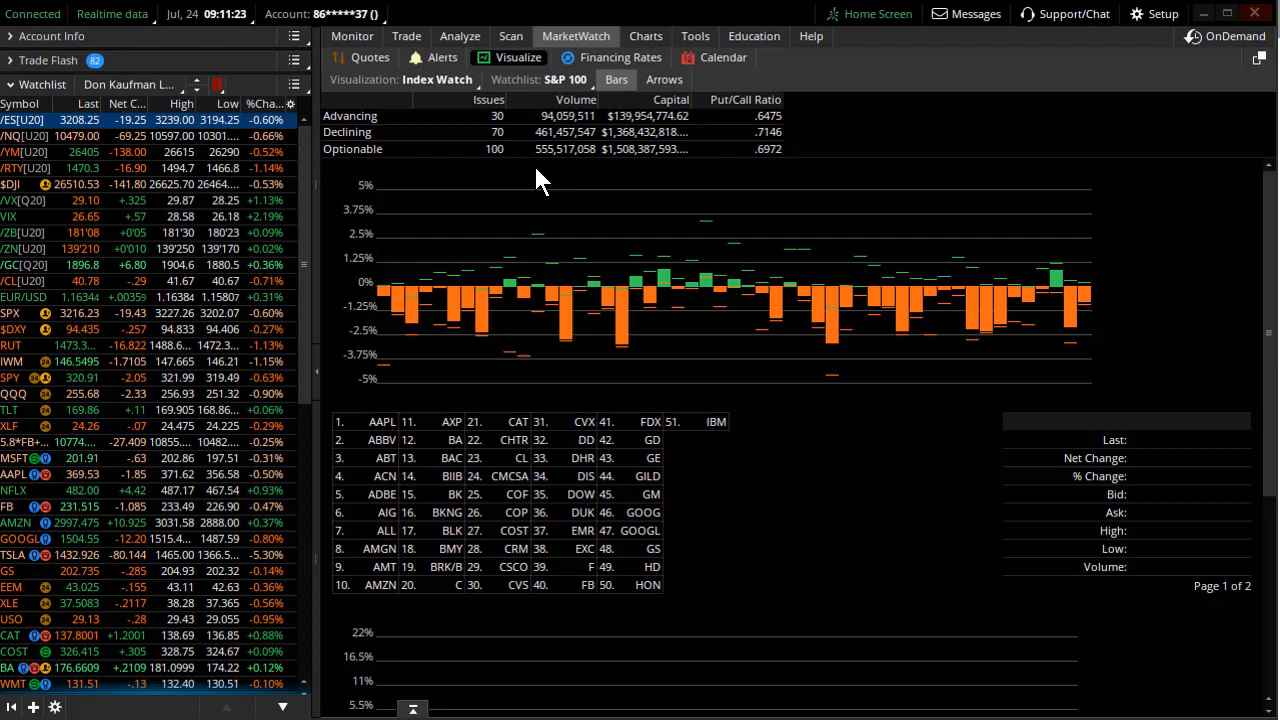 Connected Realtime data Jul, 24 09:11:23 Account: 86*****37 () Home Screen Messages Support/Chat Setup
Account Info
Monitor Trade Analyze Scan MarketWatch Charts Tools Education Help OnDemand
Trade Flash 82
Quotes Alerts Visualize Financing Rates Calendar
Watchlist Don Kaufman L...
Visualization: Index Watch Watchlist: S&P 100 Bars Arrows
Symbol Last Net C... High Low %Cha...
Issues Volume Capital Put/Call Ratio
Advancing 30 94,059,511 $139,954,774.62 .6475
Declining 70 461,457,547 $1,368,432,818.... .7146
Optionable 100 555,517,058 $1,508,387,593.... .6972
/ES[U20] 3208.25 -19.25 3239.00 3194.25 -0.60%
/NQ[U20] 10479.00 -69.25 10597.00 10301.... -0.66%
/YM[U20] 26405 -138.00 26615 26290 -0.52%
/RTY[U20] 1470.3 -16.90 1494.7 1466.8 -1.14%
$DJI 26510.53 -141.80 26625.70 26464.... -0.53%
/VX[Q20] 29.10 +.325 29.87 28.25 +1.13%
VIX 26.65 +.57 28.58 26.18 +2.19%
/ZB[U20] 181'08 +0'05 181'30 180'23 +0.09%
/ZN[U20] 139'210 +0'010 139'250 139'170 +0.02%
/GC[Q20] 1896.8 +6.80 1904.6 1880.5 +0.36%
/CL[U20] 40.78 -.29 41.67 40.67 -0.71%
EUR/USD 1.16344 +.00359 1.16384 1.15807 +0.31%
SPX 3216.23 -19.43 3227.26 3202.07 -0.60%
$DXY 94.435 -.257 94.833 94.406 -0.27%
RUT 1473.3... -16.822 1488.6... 1472.3... -1.13%
IWM 24 146.5495 -1.7105 147.665 146.21 -1.15%
SPY 24 320.91 -2.05 321.99 319.49 -0.63%
QQQ 24 255.68 -2.33 256.93 251.32 -0.90%
TLT 24 169.86 +.11 169.905 168.86... +0.06%
XLF 24 24.26 -.07 24.44 24.22 -0.29%
5.8*FB+... 10774.... -27.409 10855.... 10482.... -0.25%
MSFT 201.91 -.63 202.86 197.51 -0.31%
AAPL 369.53 -1.85 371.62 356.58 -0.50%
NFLX 482.00 +4.42 487.17 467.54 +0.93%
FB 231.515 -1.085 233.49 226.90 -0.47%
AMZN 2997.475 +10.925 3031.58 2888.00 +0.37%
GOOGL 1504.55 -12.20 1515.4... 1487.59 -0.80%
TSLA 1432.926 -80.144 1465.00 1366.5... -5.30%
GS 202.735 -.285 204.93 202.32 -0.14%
EEM 24 43.025 -.155 43.11 42.63 -0.36%
XLE 24 37.5083 -.2117 38.28 37.365 -0.56%
USO 24 29.13 -.28 29.43 29.055 -0.95%
CAT 137.8001 +1.2001 138.69 136.85 +0.88%
COST 326.415 +.305 328.75 324.67 +0.09%
BA 176.6609 +.2109 181.0999 174.22 +0.12%
WMT 131.51 -.13 132.40 130.51 -0.10%
5%
3.75%
2.5%
1.25%
0%
-1.25%
-2.5%
-3.75%
-5%
1. AAPL 11. AXP 21. CAT 31. CVX 41. FDX 51. IBM
2. ABBV 12. BA 22. CHTR 32. DD 42. GD
3. ABT 13. BAC 23. CL 33. DHR 43. GE
4. ACN 14. BIIB 24. CMCSA 34. DIS 44. GILD
5. ADBE 15. BK 25. COF 35. DOW 45. GM
6. AIG 16. BKNG 26. COP 36. DUK 46. GOOG
7. ALL 17. BLK 27. COST 37. EMR 47. GOOGL
8. AMGN 18. BMY 28. CRM 38. EXC 48. GS
9. AMT 19. BRK/B 29. CSCO 39. F 49. HD
10. AMZN 20. C 30. CVS 40. FB 50. HON
Last:
Net Change:
% Change:
Bid:
Ask:
High:
Low:
Volume:
Page 1 of 2
22%
16.5%
11%
5.5%